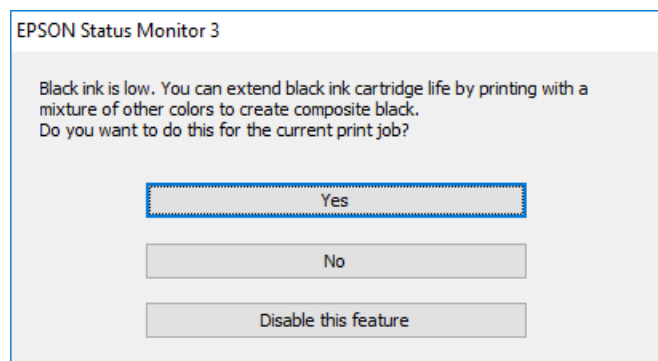 EPSON Status Monitor 3
Black ink is low. You can extend black ink cartridge life by printing with a
mixture of other colors to create composite black.
Do you want to do this for the current print job?
Yes
No
Disable this feature